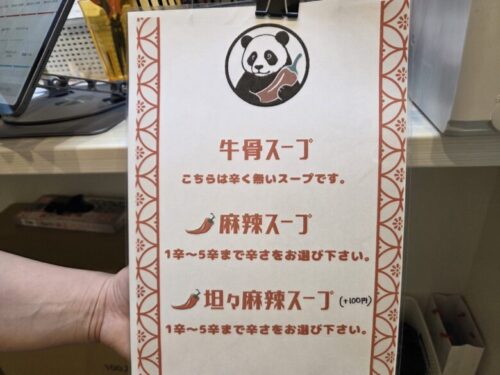 牛骨スープ
こちらは辛く無いスープです。
麻辣スープ
1辛〜5辛まで辛さをお選び下さい。
坦々麻辣スープ (+100円)
1辛〜5辛まで辛さをお選び下さい。